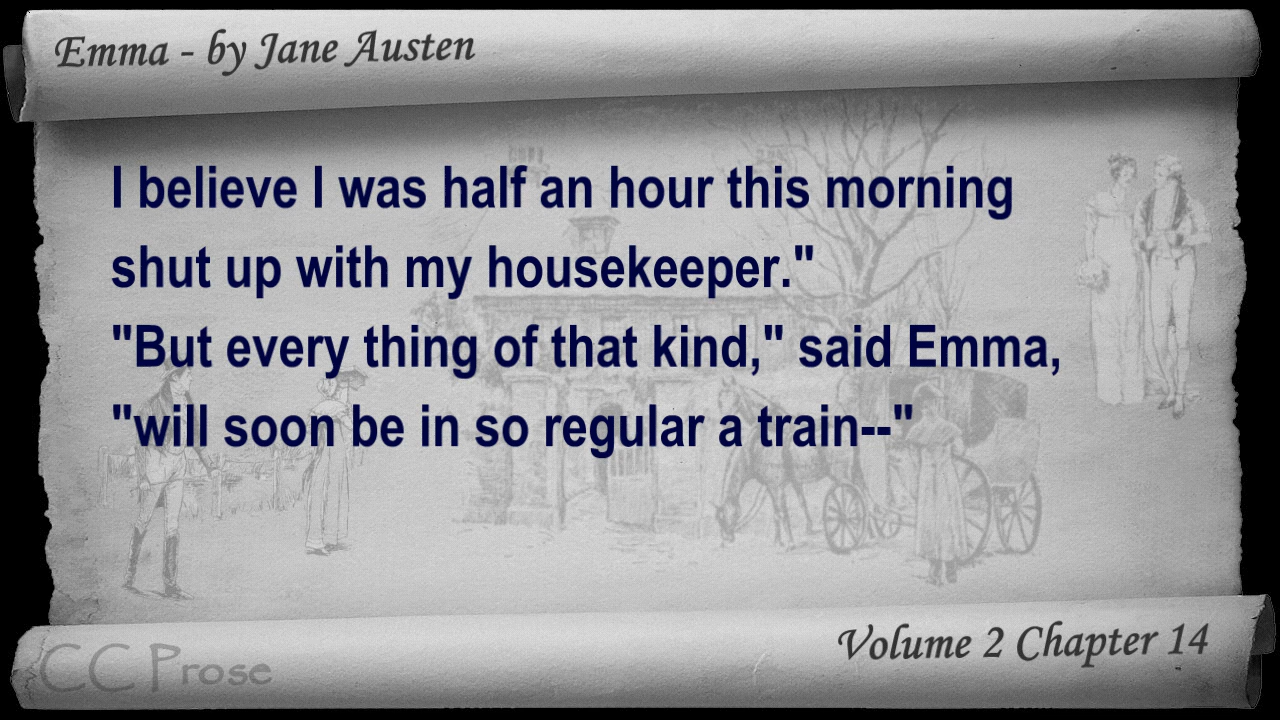 Emma - by Jane Austen
I believe I was half an hour this morning
shut up with my housekeeper."
"But every thing of that kind," said Emma,
"will soon be in so regular a train--"
Volume 2 Chapter 14
CC Prose